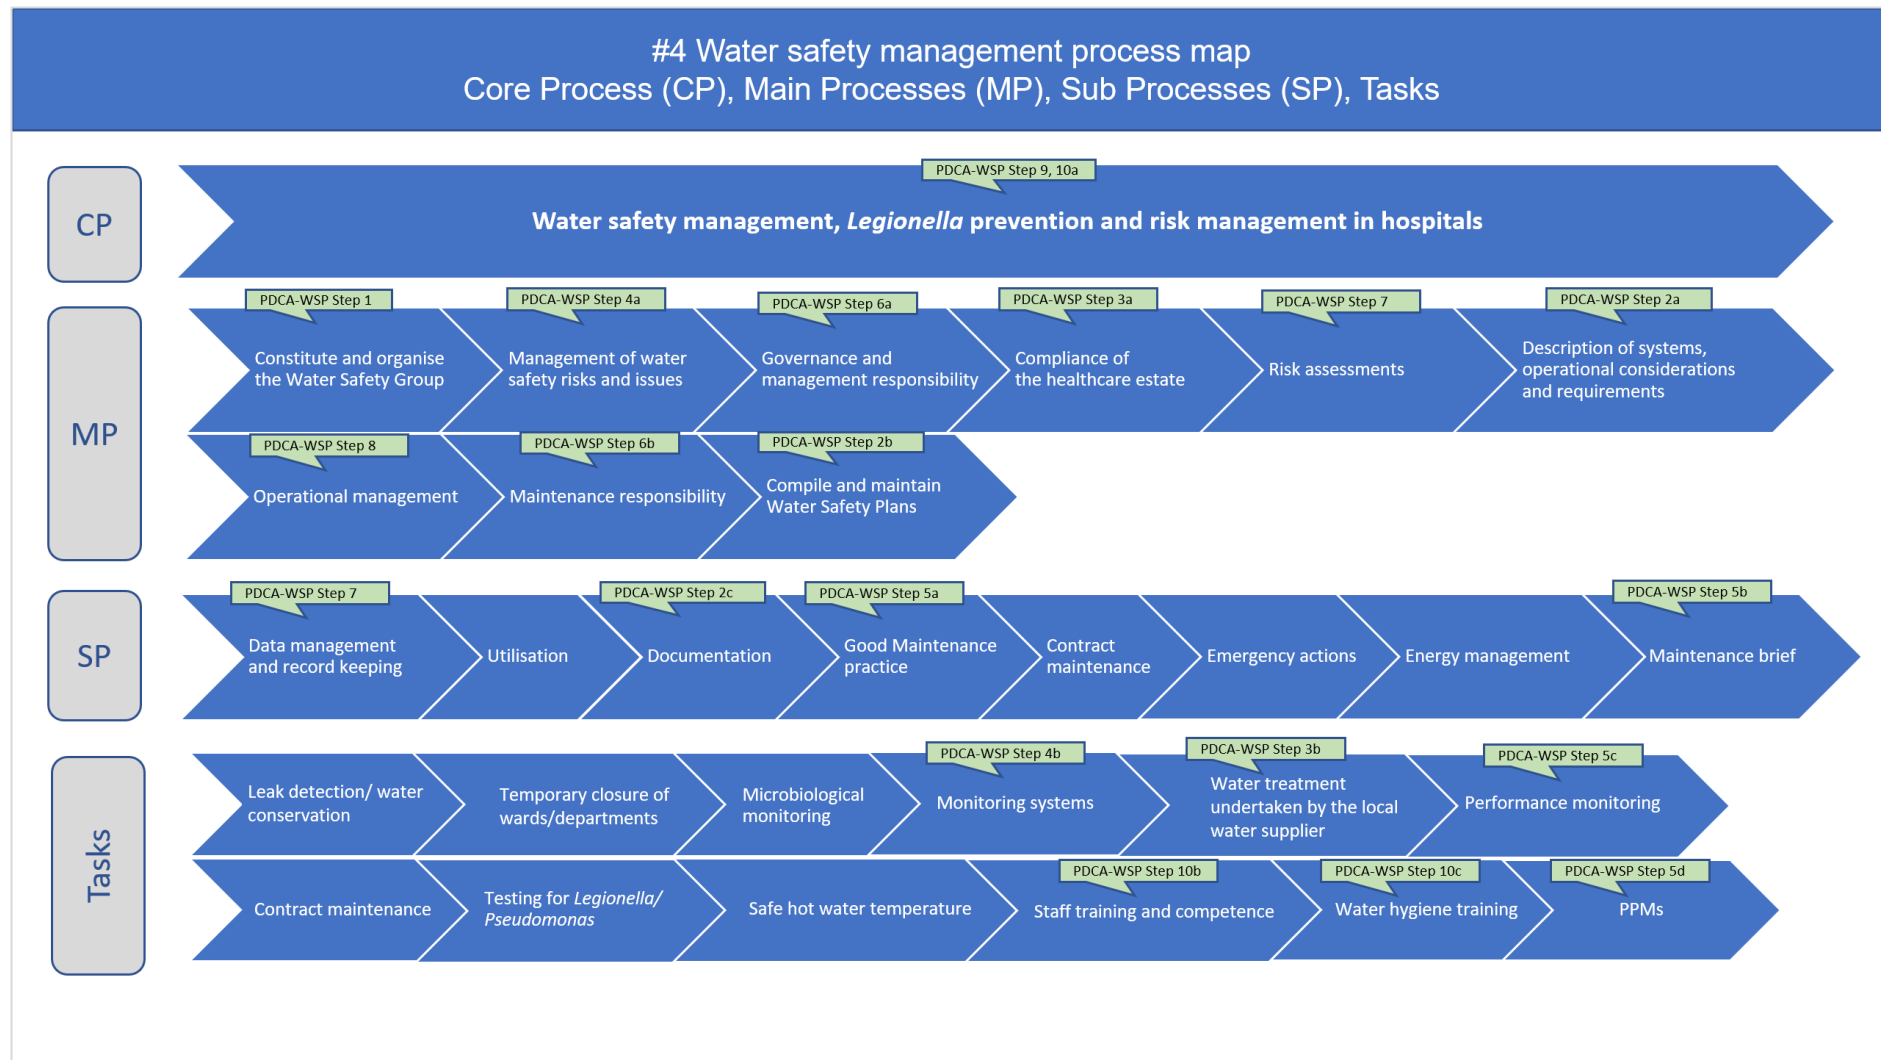 #4 Water safety management process map
Core Process (CP), Main Processes (MP), Sub Processes (SP), Tasks
CP
PDCA-WSP Step 9, 10a
Water safety management, Legionella prevention and risk management in hospitals
MP
PDCA-WSP Step 1
Constitute and organise
the Water Safety Group
PDCA-WSP Step 4a
Management of water
safety risks and issues
PDCA-WSP Step 6a
Governance and
management responsibility
PDCA-WSP Step 3a
Compliance of
the healthcare estate
PDCA-WSP Step 7
Risk assessments
PDCA-WSP Step 2a
Description of systems,
operational considerations
and requirements
PDCA-WSP Step 8
Operational management
PDCA-WSP Step 6b
Maintenance responsibility
PDCA-WSP Step 2b
Compile and maintain
Water Safety Plans
SP
PDCA-WSP Step 7
Data management
and record keeping
Utilisation
PDCA-WSP Step 2c
Documentation
PDCA-WSP Step 5a
Good Maintenance
practice
Contract
maintenance
Emergency actions
Energy management
PDCA-WSP Step 5b
Maintenance brief
Tasks
Leak detection/ water
conservation
Temporary closure of
wards/departments
Microbiological
monitoring
PDCA-WSP Step 4b
Monitoring systems
PDCA-WSP Step 3b
Water treatment
undertaken by the local
water supplier
PDCA-WSP Step 5c
Performance monitoring
Contract maintenance
Testing for Legionella/
Pseudomonas
Safe hot water temperature
PDCA-WSP Step 10b
Staff training and competence
PDCA-WSP Step 10c
Water hygiene training
PDCA-WSP Step 5d
PPMs